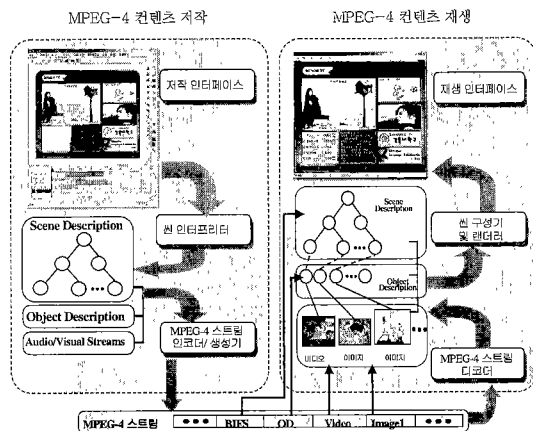 MPEG-4 컨텐츠 저작
저작 인터페이스
씬 인터프리터
Scene Description
Object Description
Audio/Visual Streams
MPEG-4 스트림
인코더/ 생성기
MPEG-4 컨텐츠 재생
재생 인터페이스
Scene
Description
씬 구성기
및 랜더러
Object
Description
비디오
이미지
이미지
MPEG-4 스트림
디코더
MPEG-4 스트림
BIFS
OD
Video
Image1